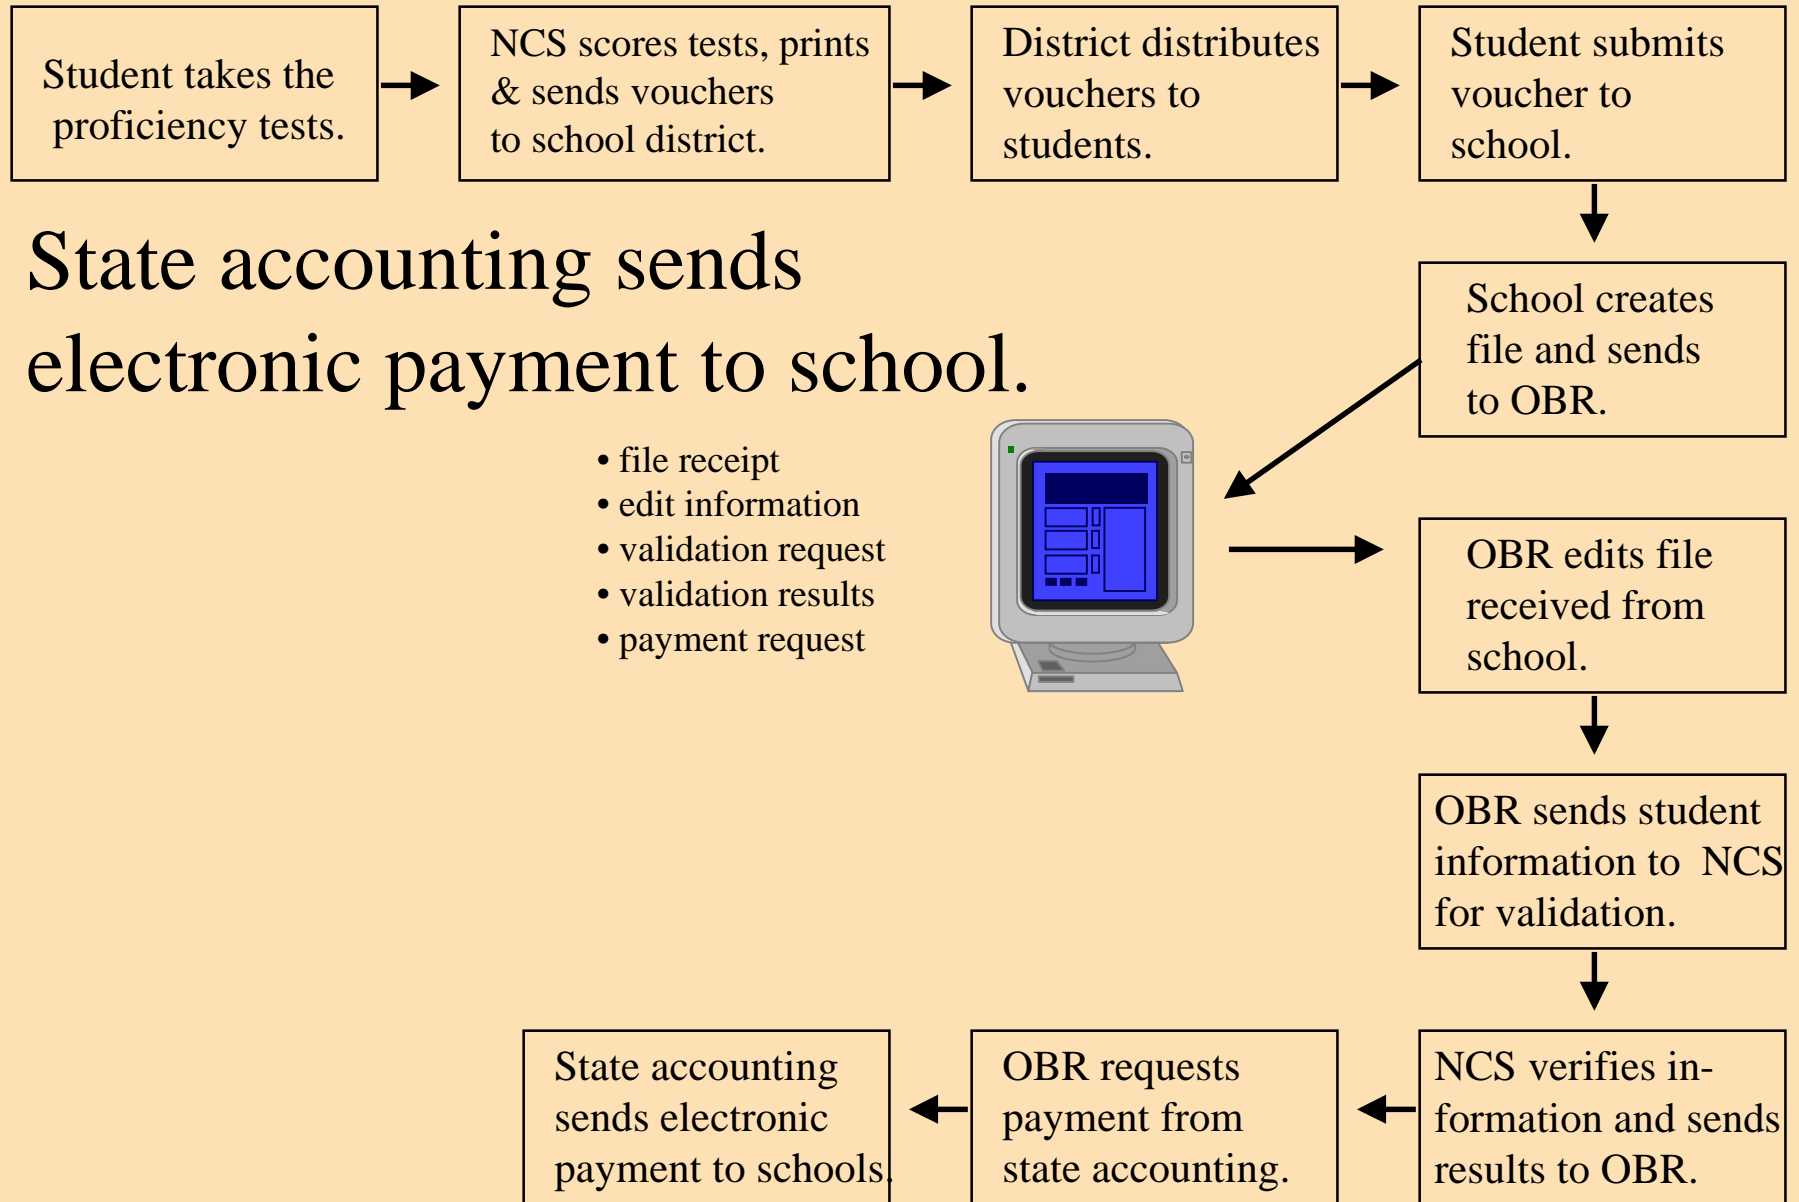 Student takes the
proficiency tests.
NCS scores tests, prints
& sends vouchers
to school district.
District distributes
vouchers to
students.
Student submits
voucher to
school.
State accounting sends
electronic payment to school.
School creates
file and sends
to OBR.
• file receipt
• edit information
• validation request
• validation results
• payment request
OBR edits file
received from
school.
OBR sends student
information to  NCS
for validation.
State accounting
sends electronic
payment to schools.
OBR requests
payment from
state accounting.
NCS verifies in-
formation and sends
results to OBR.